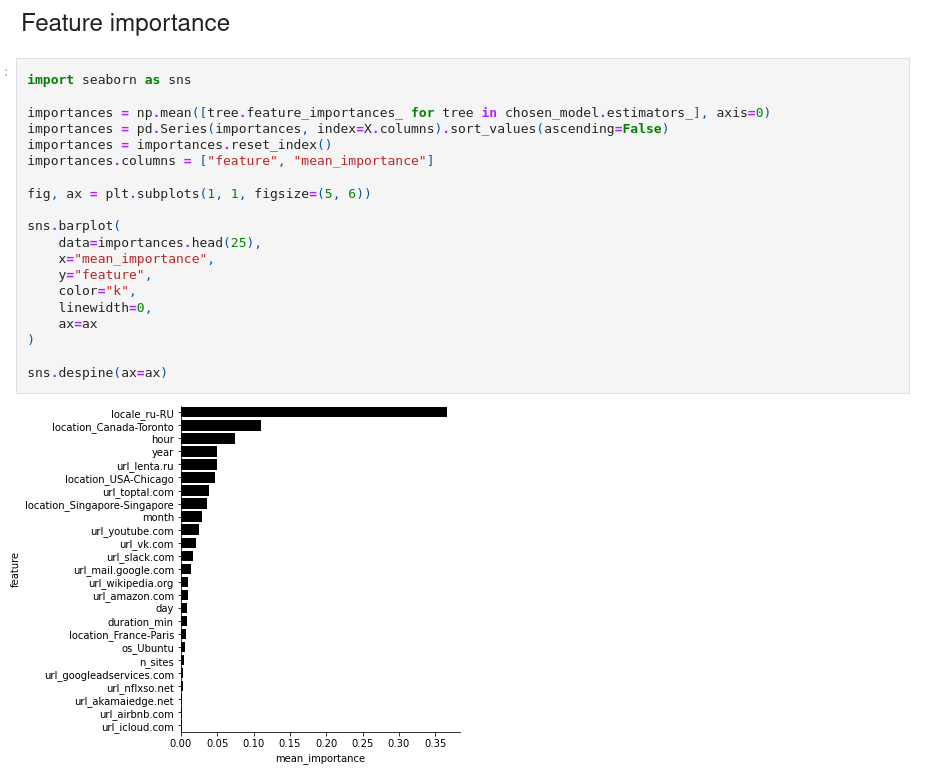 Feature importance
:
import seaborn as sns
importances = np.mean([tree.feature_importances_ for tree in chosen_model.estimators_], axis=0)
importances = pd.Series(importances, index=X.columns).sort_values(ascending=False)
importances = importances.reset_index()
importances.columns = ["feature", "mean_importance"]
fig, ax = plt.subplots(1, 1, figsize=(5, 6))
sns.barplot(
    data=importances.head(25),
    x="mean_importance",
    y="feature",
    color="k",
    linewidth=0,
    ax=ax
)
sns.despine(ax=ax)
locale_ru-RU
location_Canada-Toronto
hour
year
url_lenta.ru
location_USA-Chicago
url_toptal.com
location_Singapore-Singapore
month
url_youtube.com
url_vk.com
url_slack.com
url_mail.google.com
url_wikipedia.org
url_amazon.com
day
duration_min
location_France-Paris
os_Ubuntu
n_sites
url_googleadservices.com
url_nflxso.net
url_akamaiedge.net
url_airbnb.com
url_icloud.com
feature
0.00 0.05 0.10 0.15 0.20 0.25 0.30 0.35
mean_importance